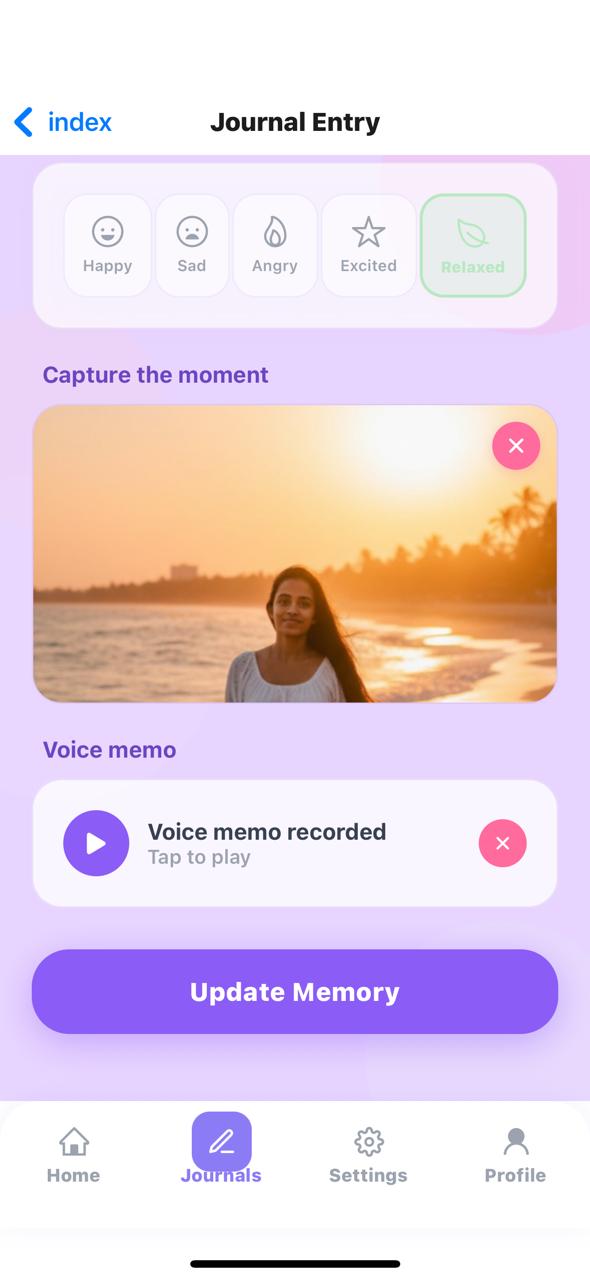 index
Journal Entry
Happy
Sad
Angry
Excited
Relaxed
Capture the moment
Voice memo
Voice memo recorded
Tap to play
Update Memory
Home
Journals
Settings
Profile